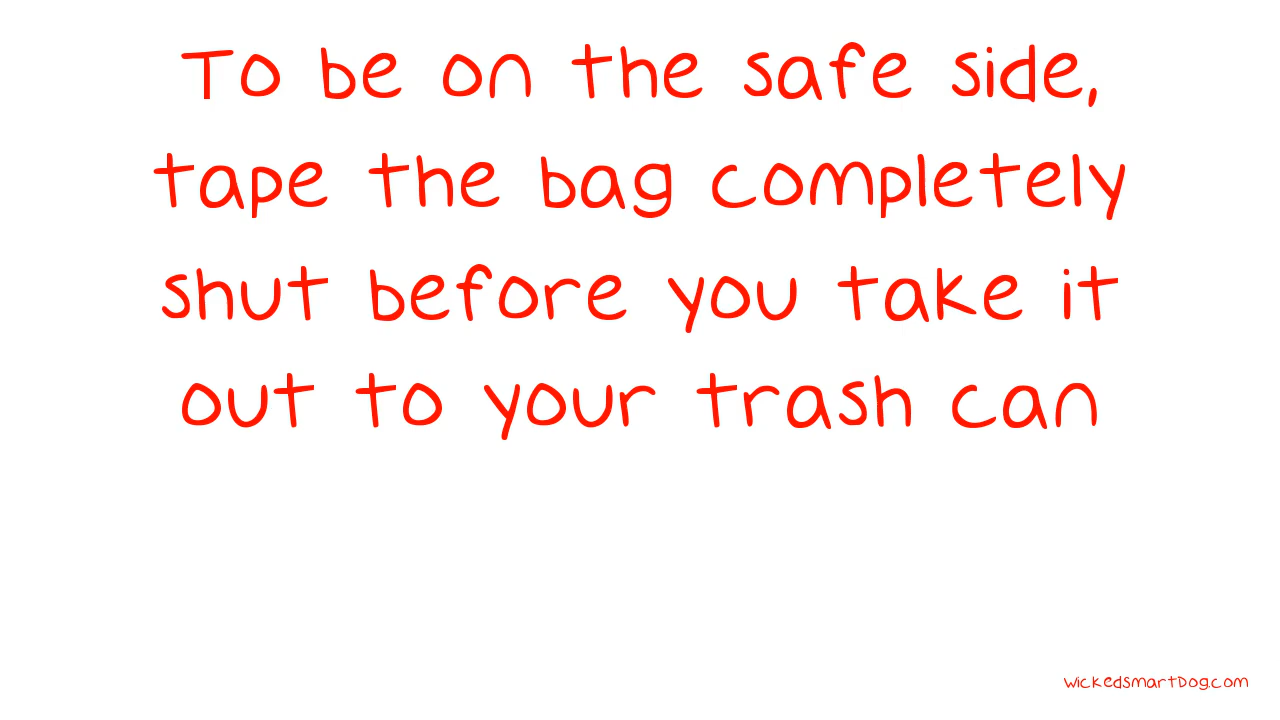 To be on the safe side,
tape the bag completely
shut before you take it
out to your trash can
wickedsmartDog.com